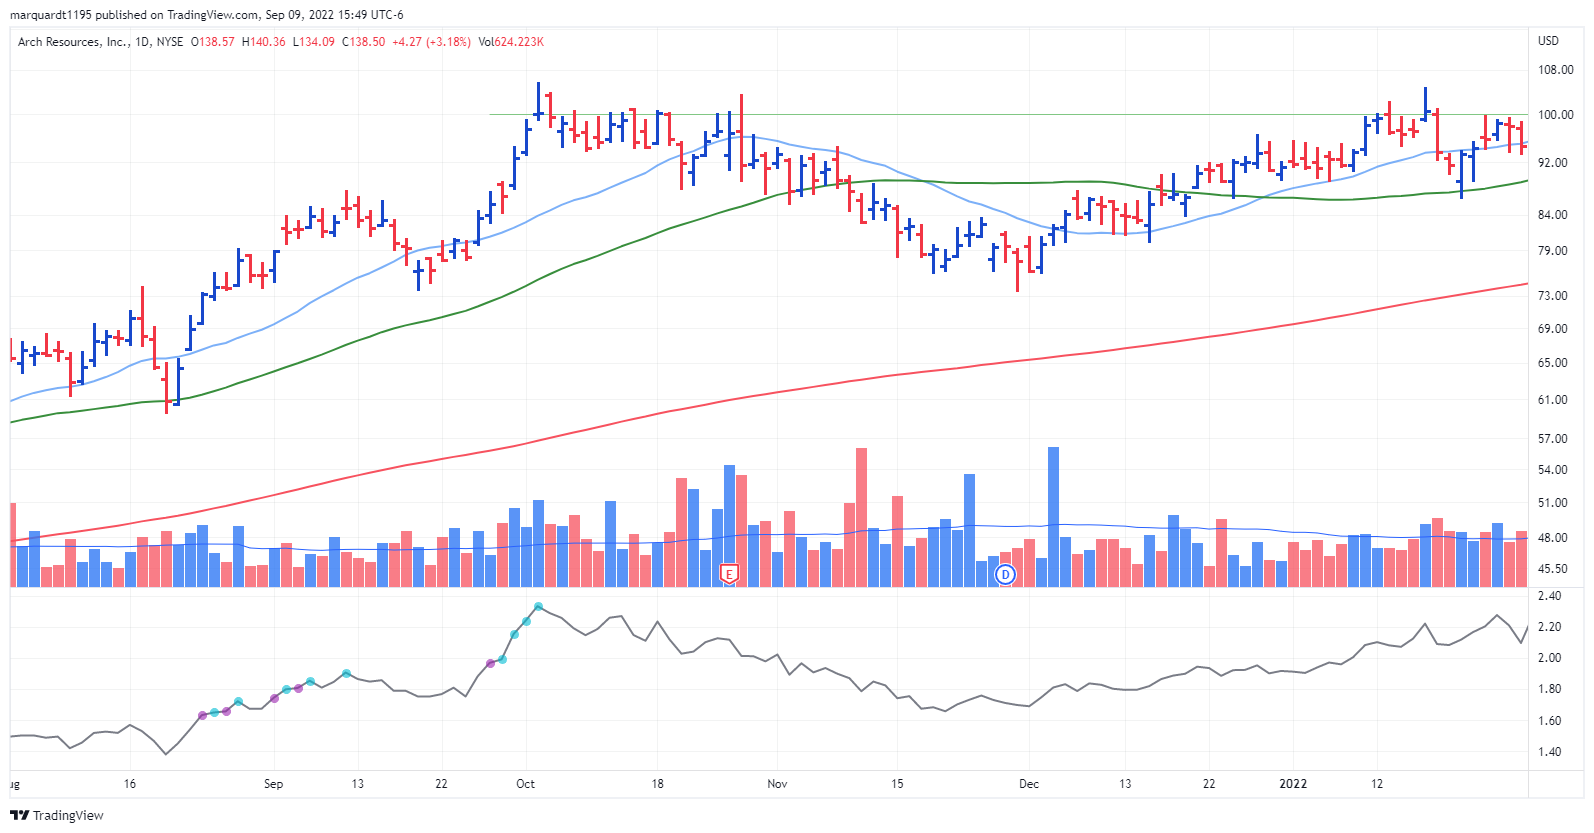 marquardt1195 published on TradingView.com, Sep 09, 2022 15:49 UTC-6
Arch Resources, Inc., 1D, NYSE O138.57 H140.36 L134.09 C138.50 +4.27 (+3.18%) Vol624.223K
USD
108.00
100.00
92.00
84.00
79.00
73.00
69.00
65.00
61.00
57.00
54.00
51.00
48.00
45.50
E
D
2.40
2.20
2.00
1.80
1.60
1.40
ug 16 Sep 13 22 Oct 18 Nov 15 Dec 13 22 2022 12
TradingView